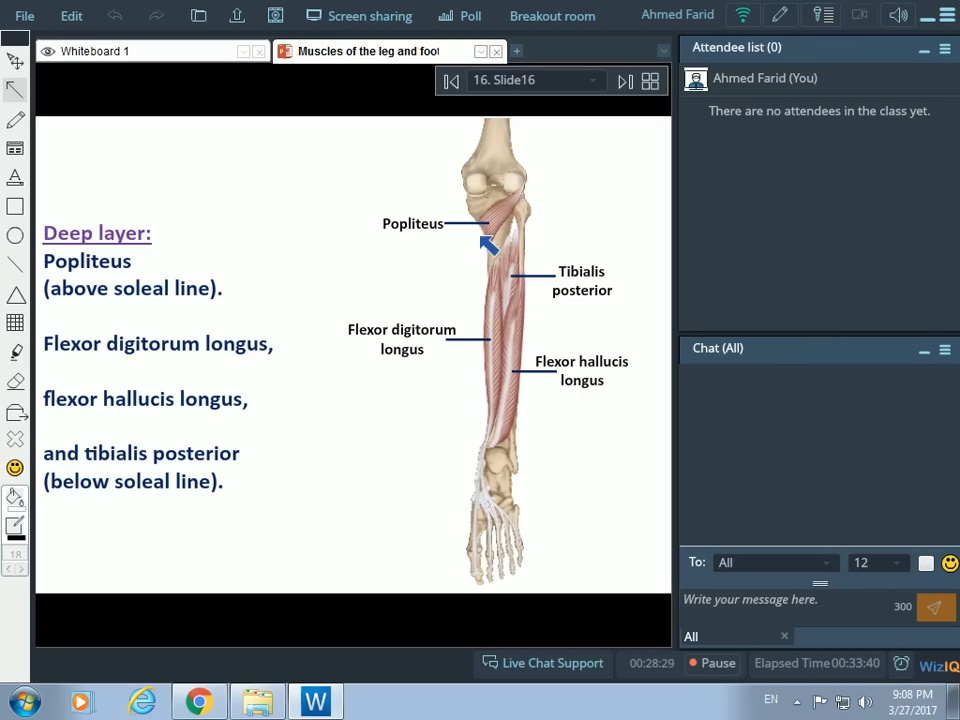 File Edit Screen sharing Poll Breakout room Ahmed Farid
Whiteboard 1 Muscles of the leg and foot
16. Slide16
Attendee list (0)
Ahmed Farid (You)
There are no attendees in the class yet.
Deep layer:
Popliteus
(above soleal line).
Flexor digitorum longus,
flexor hallucis longus,
and tibialis posterior
(below soleal line).
Popliteus
Tibialis
posterior
Flexor digitorum
longus
Flexor hallucis
longus
Chat (All)
To: All 12
Write your message here. 300
All
Live Chat Support 00:28:29 Pause Elapsed Time 00:33:40 WizIQ
EN 9:08 PM
3/27/2017